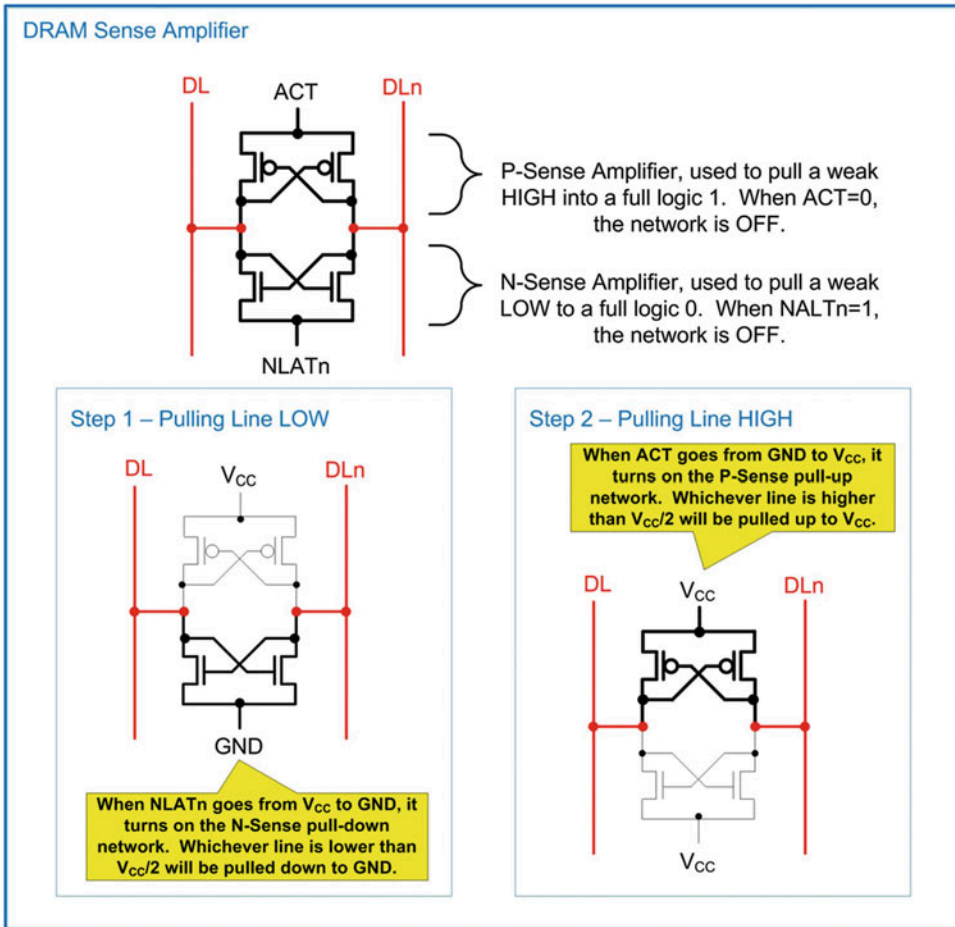 DRAM Sense Amplifier
DL
ACT
DLn
P-Sense Amplifier, used to pull a weak
HIGH into a full logic 1. When ACT=0,
the network is OFF.
N-Sense Amplifier, used to pull a weak
LOW to a full logic 0. When NALTn=1,
the network is OFF.
NLATn
Step 1 – Pulling Line LOW
DL
VCC
DLn
GND
When NLATn goes from VCC to GND, it
turns on the N-Sense pull-down
network. Whichever line is lower than
VCC/2 will be pulled down to GND.
Step 2 – Pulling Line HIGH
When ACT goes from GND to VCC, it
turns on the P-Sense pull-up
network. Whichever line is higher
than VCC/2 will be pulled up to VCC.
DL
VCC
DLn
VCC